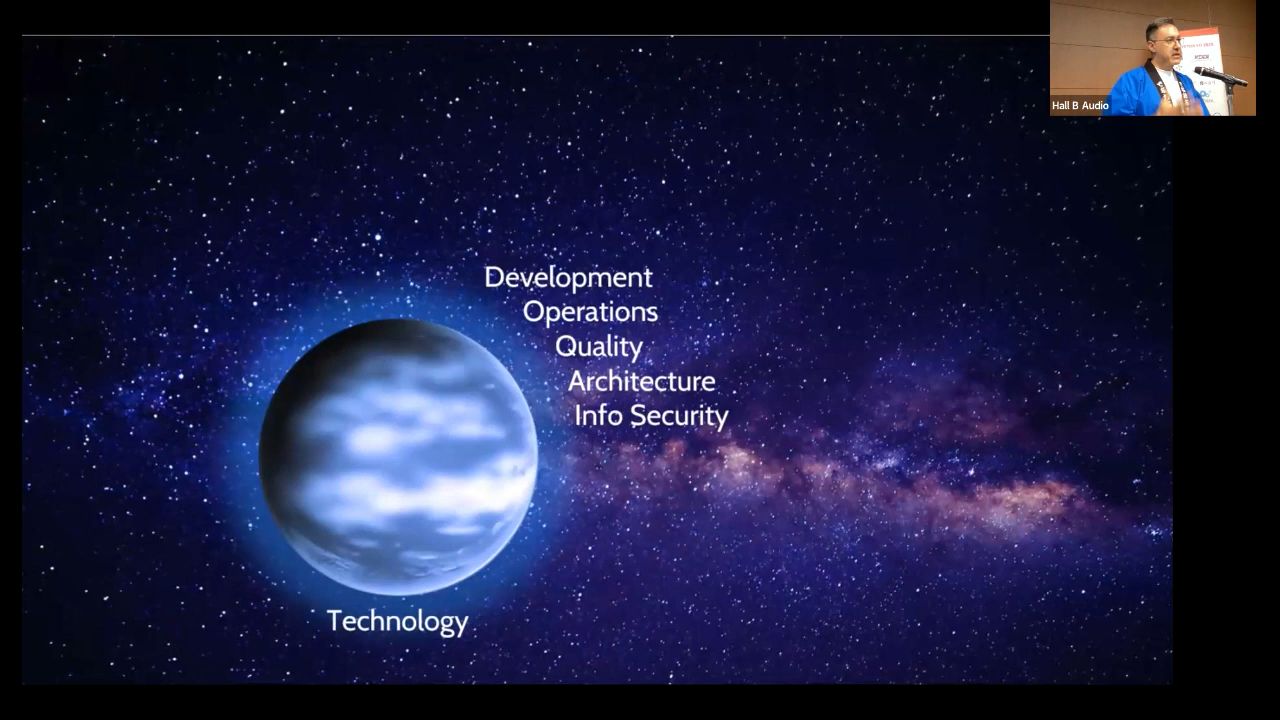 Development
Operations
Quality
Architecture
Info Security
Technology
Hall B Audio